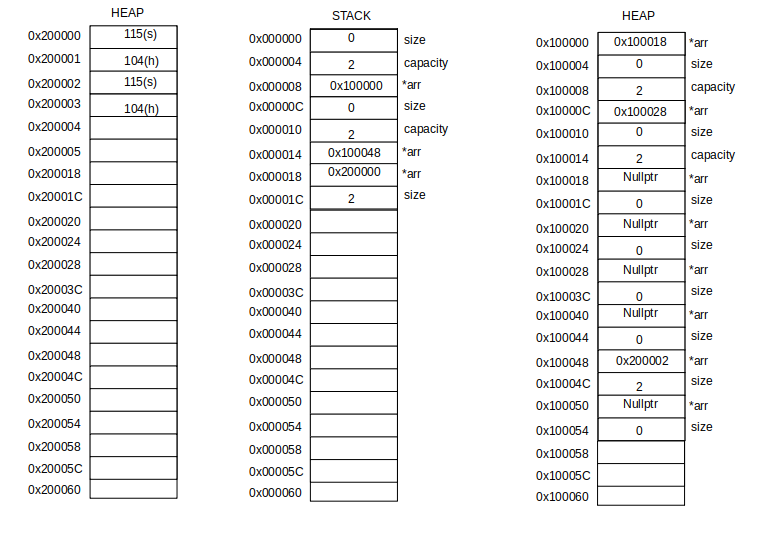 HEAP
0x200000 115(s)
0x200001 104(h)
0x200002 115(s)
0x200003 104(h)
0x200004
0x200005
0x200018
0x20001C
0x200020
0x200024
0x200028
0x20003C
0x200040
0x200044
0x200048
0x20004C
0x200050
0x200054
0x200058
0x20005C
0x200060
STACK
0x000000 0 size
0x000004 2 capacity
0x000008 0x100000 *arr
0x00000C 0 size
0x000010 2 capacity
0x000014 0x100048 *arr
0x000018 0x200000 *arr
0x00001C 2 size
0x000020
0x000024
0x000028
0x00003C
0x000040
0x000044
0x000048
0x00004C
0x000050
0x000054
0x000058
0x00005C
0x000060
HEAP
0x100000 0x100018 *arr
0x100004 0 size
0x100008 2 capacity
0x10000C 0x100028 *arr
0x100010 0 size
0x100014 2 capacity
0x100018 Nullptr *arr
0x10001C 0 size
0x100020 Nullptr *arr
0x100024 0 size
0x100028 Nullptr *arr
0x10003C 0 size
0x100040 Nullptr *arr
0x100044 0 size
0x100048 0x200002 *arr
0x10004C 2 size
0x100050 Nullptr *arr
0x100054 0 size
0x100058
0x10005C
0x100060